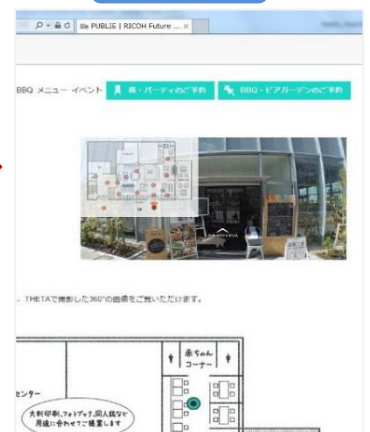 PUBLIE | RICOH Future ... ×
BBQ メニュー イベント 席・パーティのご予約 BBQ・ビアガーデンのご予約
、THETAで撮影した360°の画像をご覧いただけます。
赤ちゃん
コーナー
センター
大判印刷、フォトブック、同人誌など
用途に合わせてご提案します